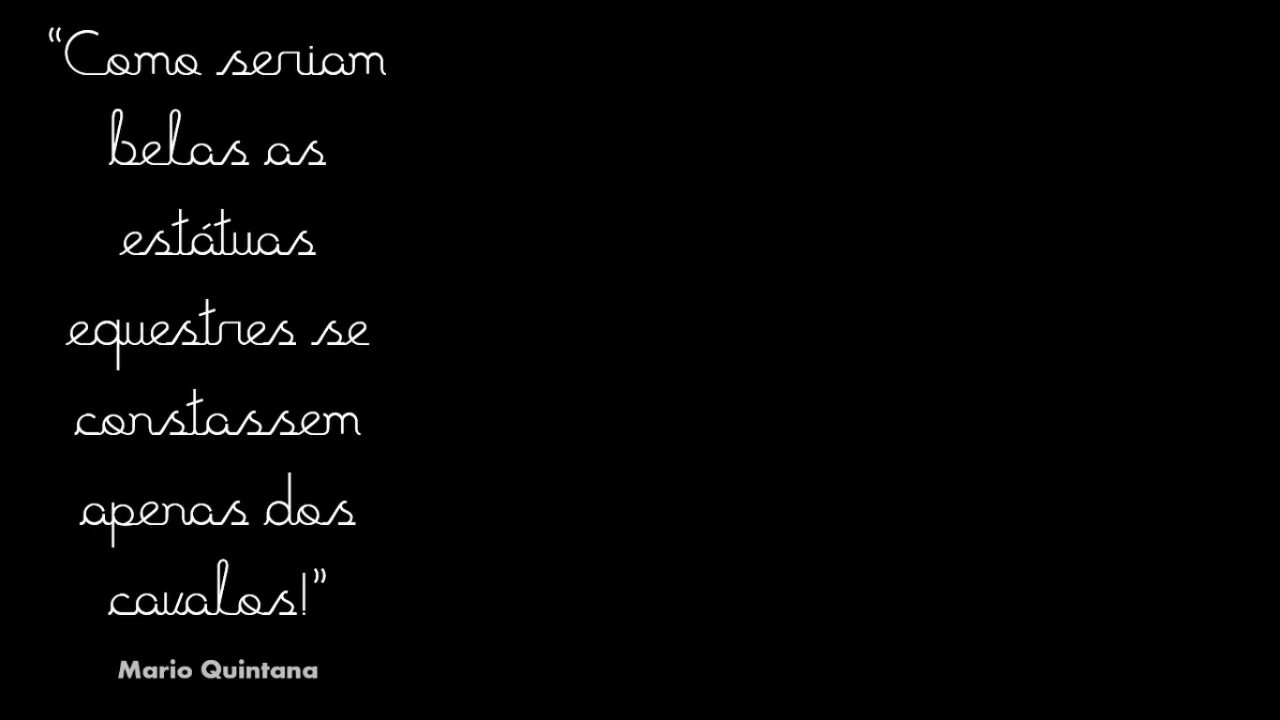 “Como seriam
belas as
estátuas
equestres se
constassem
apenas dos
cavalos!”
Mario Quintana